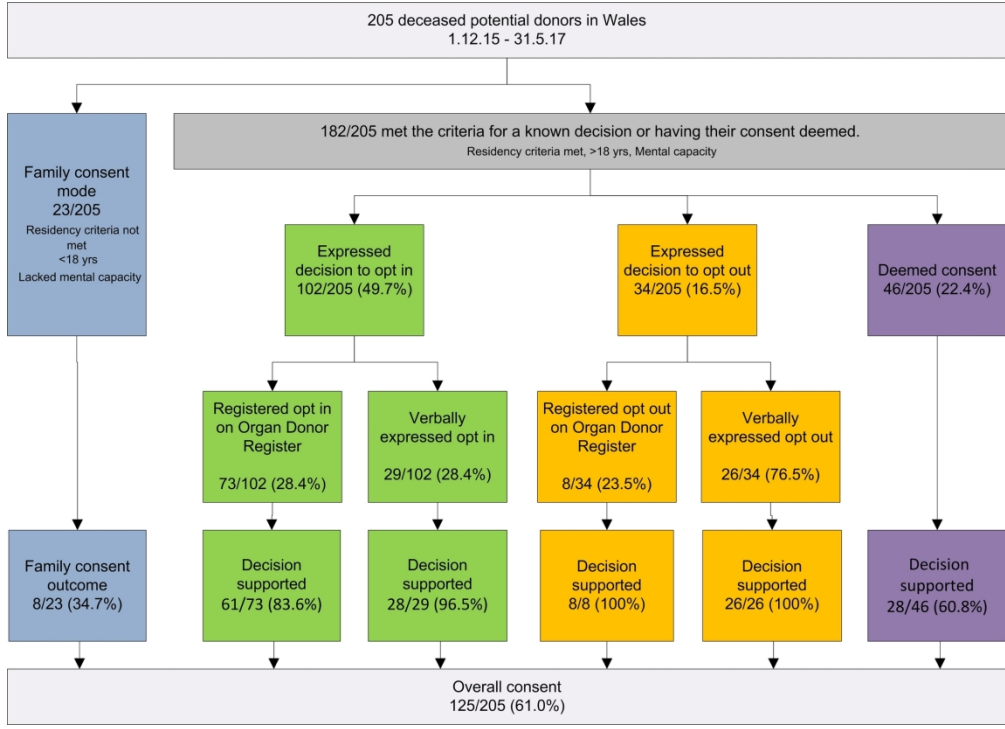 205 deceased potential donors in Wales
1.12.15 - 31.5.17
182/205 met the criteria for a known decision or having their consent deemed.
Residency criteria met, >18 yrs, Mental capacity
Family consent
mode
23/205
Residency criteria not
met
<18 yrs
Lacked mental capacity
Expressed
decision to opt in
102/205 (49.7%)
Expressed
decision to opt out
34/205 (16.5%)
Deemed consent
46/205 (22.4%)
Registered opt in
on Organ Donor
Register
73/102 (28.4%)
Verbally
expressed opt in
29/102 (28.4%)
Registered opt out
on Organ Donor
Register
8/34 (23.5%)
Verbally
expressed opt out
26/34 (76.5%)
Family consent
outcome
8/23 (34.7%)
Decision
supported
61/73 (83.6%)
Decision
supported
28/29 (96.5%)
Decision
supported
8/8 (100%)
Decision
supported
26/26 (100%)
Decision
supported
28/46 (60.8%)
Overall consent
125/205 (61.0%)